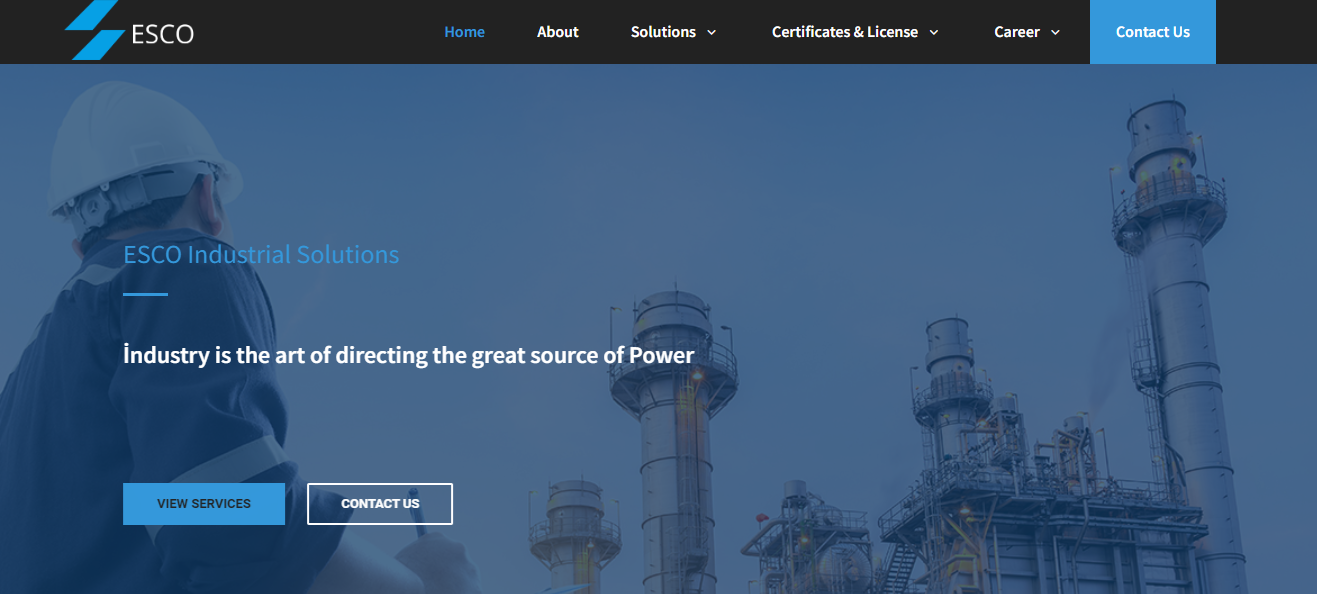 ESCO
Home About Solutions Certificates & License Career Contact Us
ESCO Industrial Solutions
İndustry is the art of directing the great source of Power
VIEW SERVICES CONTACT US